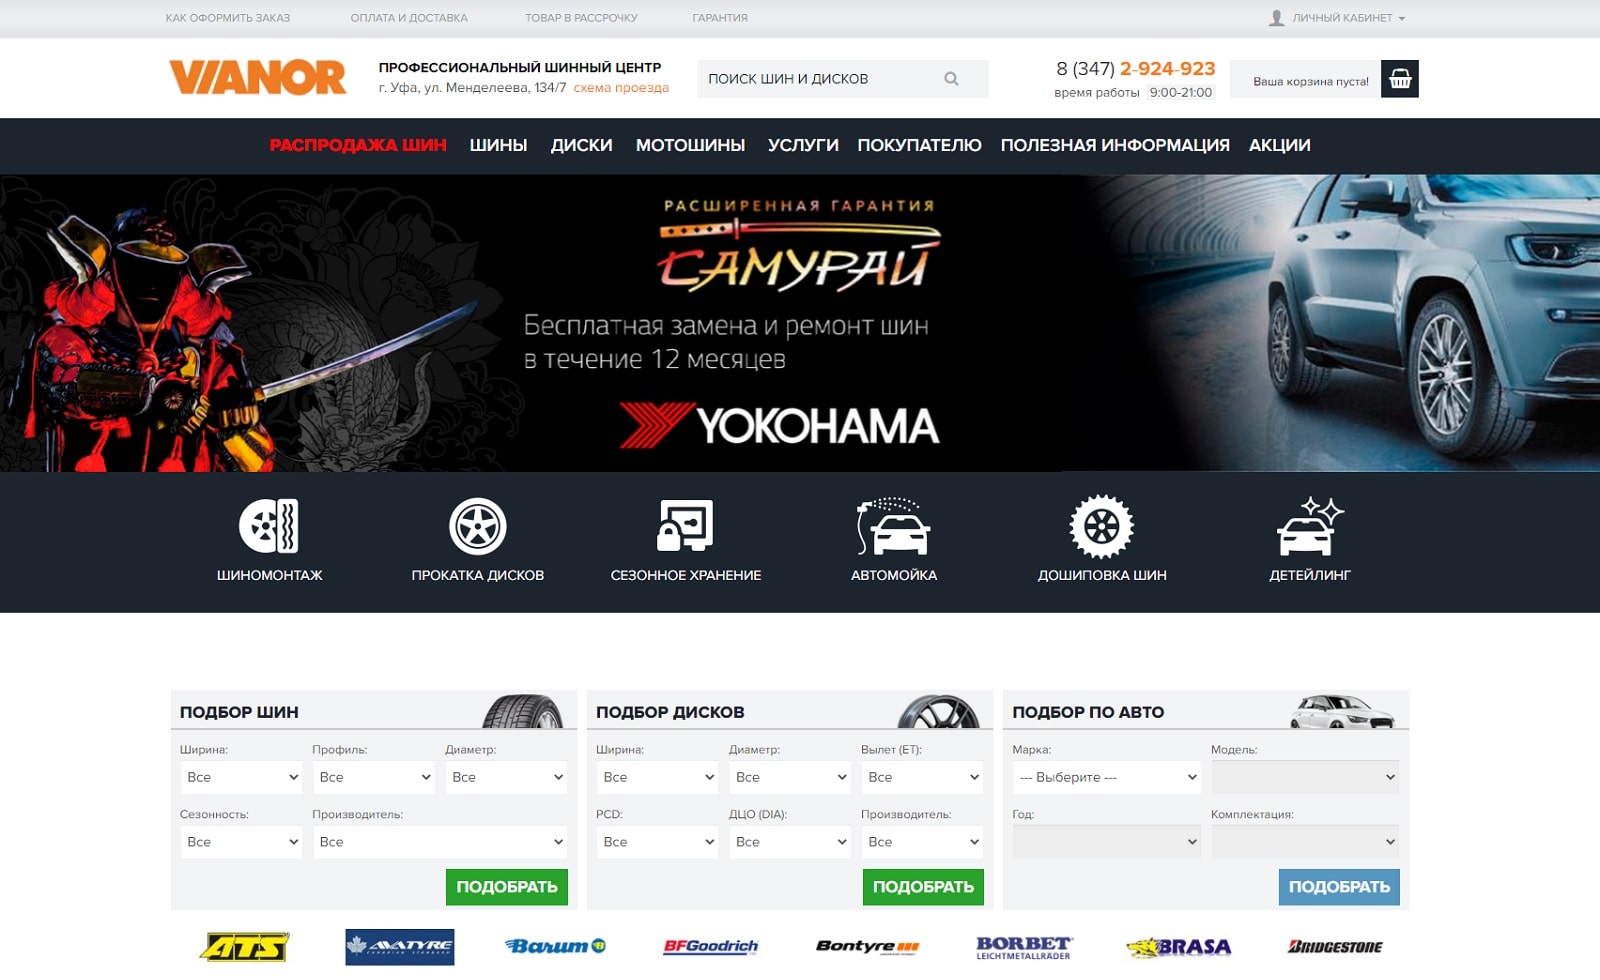 КАК ОФОРМИТЬ ЗАКАЗ ОПЛАТА И ДОСТАВКА ТОВАР В РАССРОЧКУ ГАРАНТИЯ ЛИЧНЫЙ КАБИНЕТ
VIANOR
ПРОФЕССИОНАЛЬНЫЙ ШИННЫЙ ЦЕНТР
г. Уфа, ул. Менделеева, 134/7 схема проезда
ПОИСК ШИН И ДИСКОВ
8 (347) 2-924-923
время работы 9:00-21:00
Ваша корзина пуста!
РАСПРОДАЖА ШИН ШИНЫ ДИСКИ МОТОШИНЫ УСЛУГИ ПОКУПАТЕЛЮ ПОЛЕЗНАЯ ИНФОРМАЦИЯ АКЦИИ
РАСШИРЕННАЯ ГАРАНТИЯ
САМУРАЙ
Бесплатная замена и ремонт шин
в течение 12 месяцев
YOKOHAMA
ШИНОМОНТАЖ ПРОКАТКА ДИСКОВ СЕЗОННОЕ ХРАНЕНИЕ АВТОМОЙКА ДОШИПОВКА ШИН ДЕТЕЙЛИНГ
ПОДБОР ШИН
Ширина: Профиль: Диаметр:
Все Все Все
Сезонность: Производитель:
Все Все
ПОДОБРАТЬ
ПОДБОР ДИСКОВ
Ширина: Диаметр: Вылет (ET):
Все Все Все
PCD: ДЦО (DIA): Производитель:
Все Все Все
ПОДОБРАТЬ
ПОДБОР ПО АВТО
Марка: Модель:
--- Выберите ---
Год: Комплектация:
ПОДОБРАТЬ
ATS
AVATYRE
CANADIAN STANDARD
Barum
BFGoodrich
Bontyre
BORBET
LEICHTMETALLRÄDER
BRASA
BRIDGESTONE